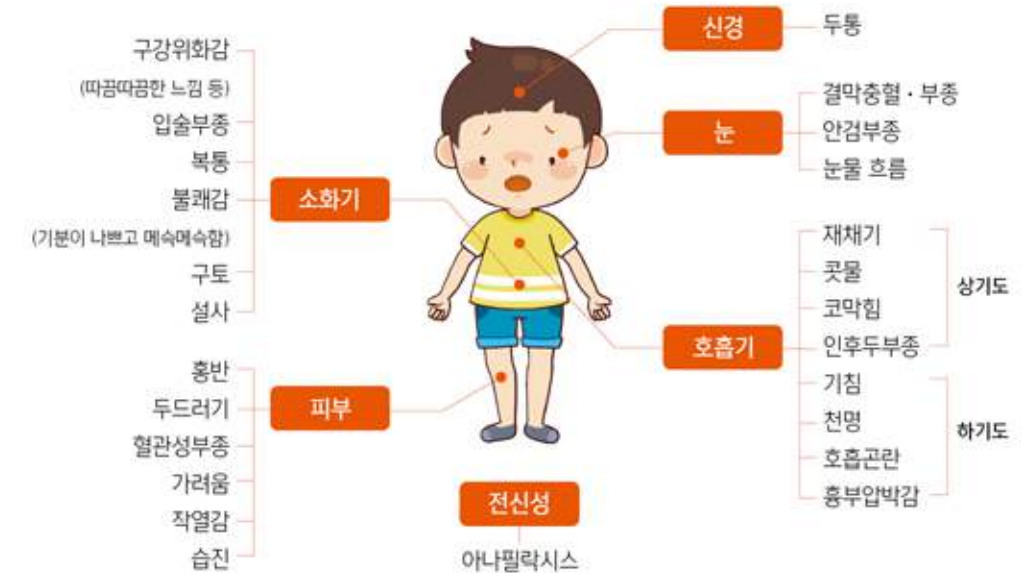 구강위화감
(따끔따끔한 느낌 등)
입술부종
복통
불쾌감
(기분이 나쁘고 메슥메슥함)
구토
설사
소화기
홍반
두드러기
혈관성부종
가려움
작열감
습진
피부
전신성
아나필락시스
신경
두통
눈
결막충혈 · 부종
안검부종
눈물 흐름
호흡기
재채기
콧물
코막힘
인후두부종
상기도
기침
천명
호흡곤란
흉부압박감
하기도